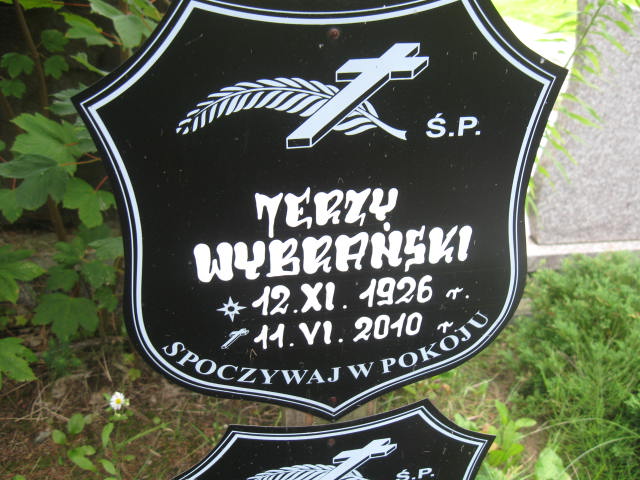 Ś.P.
JERZY
WYBRAŃSKI
12.XI.1926 r.
11.VI.2010 r.
SPOCZYWAJ W POKOJU
Ś.P.